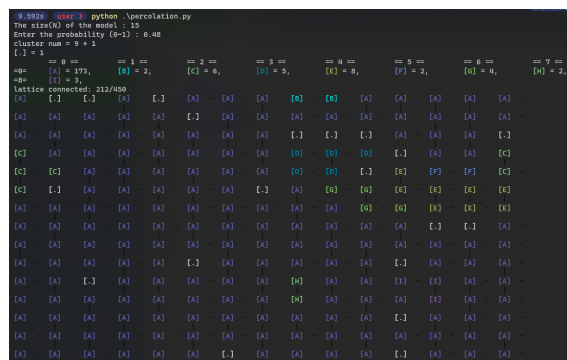 9.592s user > python .\percolation.py
The size(N) of the model : 15
Enter the probability (0~1) : 0.48
cluster num = 9 + 1
[.] = 1
== 0 == == 1 == == 2 == == 3 == == 4 == == 5 == == 6 == == 7 ==
=0= [A] = 173, [B] = 2, [C] = 6, [D] = 5, [E] = 8, [F] = 2, [G] = 4, [H] = 2,
=8= [I] = 3,
lattice connected: 212/450
[A] [.] [.] [A] [.] [A] [A] [A] [B] [B] [A] [A] [A] [A] [A]
[A] [A] [A] [A] [A] [.] [A] [A] [A] [A] [A] [A] [A] [A] [A]
[A] [A] [A] [A] [A] [A] [A] [A] [.] [.] [.] [A] [A] [A] [.]
[C] [A] [A] [A] [A] [A] [A] [A] [D] [D] [D] [.] [A] [A] [C]
[C] [C] [A] [A] [A] [A] [A] [A] [D] [D] [.] [E] [F] [F] [C]
[C] [.] [A] [A] [A] [A] [A] [.] [A] [G] [G] [E] [E] [E] [E]
[A] [A] [A] [A] [A] [A] [A] [A] [A] [A] [G] [G] [E] [E] [E]
[A] [A] [A] [A] [A] [A] [A] [A] [A] [A] [A] [A] [.] [.] [A]
[A] [A] [A] [A] [A] [A] [A] [A] [A] [A] [A] [A] [A] [A] [A]
[A] [A] [A] [A] [A] [.] [A] [A] [A] [A] [A] [.] [A] [A] [A]
[A] [A] [.] [A] [A] [A] [A] [A] [H] [A] [A] [I] [I] [A] [A]
[A] [A] [A] [A] [A] [A] [A] [A] [H] [A] [A] [A] [I] [A] [A]
[A] [A] [A] [A] [A] [A] [A] [A] [A] [A] [A] [.] [A] [A] [A]
[A] [A] [A] [A] [A] [A] [A] [A] [A] [A] [A] [A] [A] [A] [A]
[A] [A] [A] [A] [A] [A] [.] [A] [A] [A] [A] [.] [A] [A] [A]